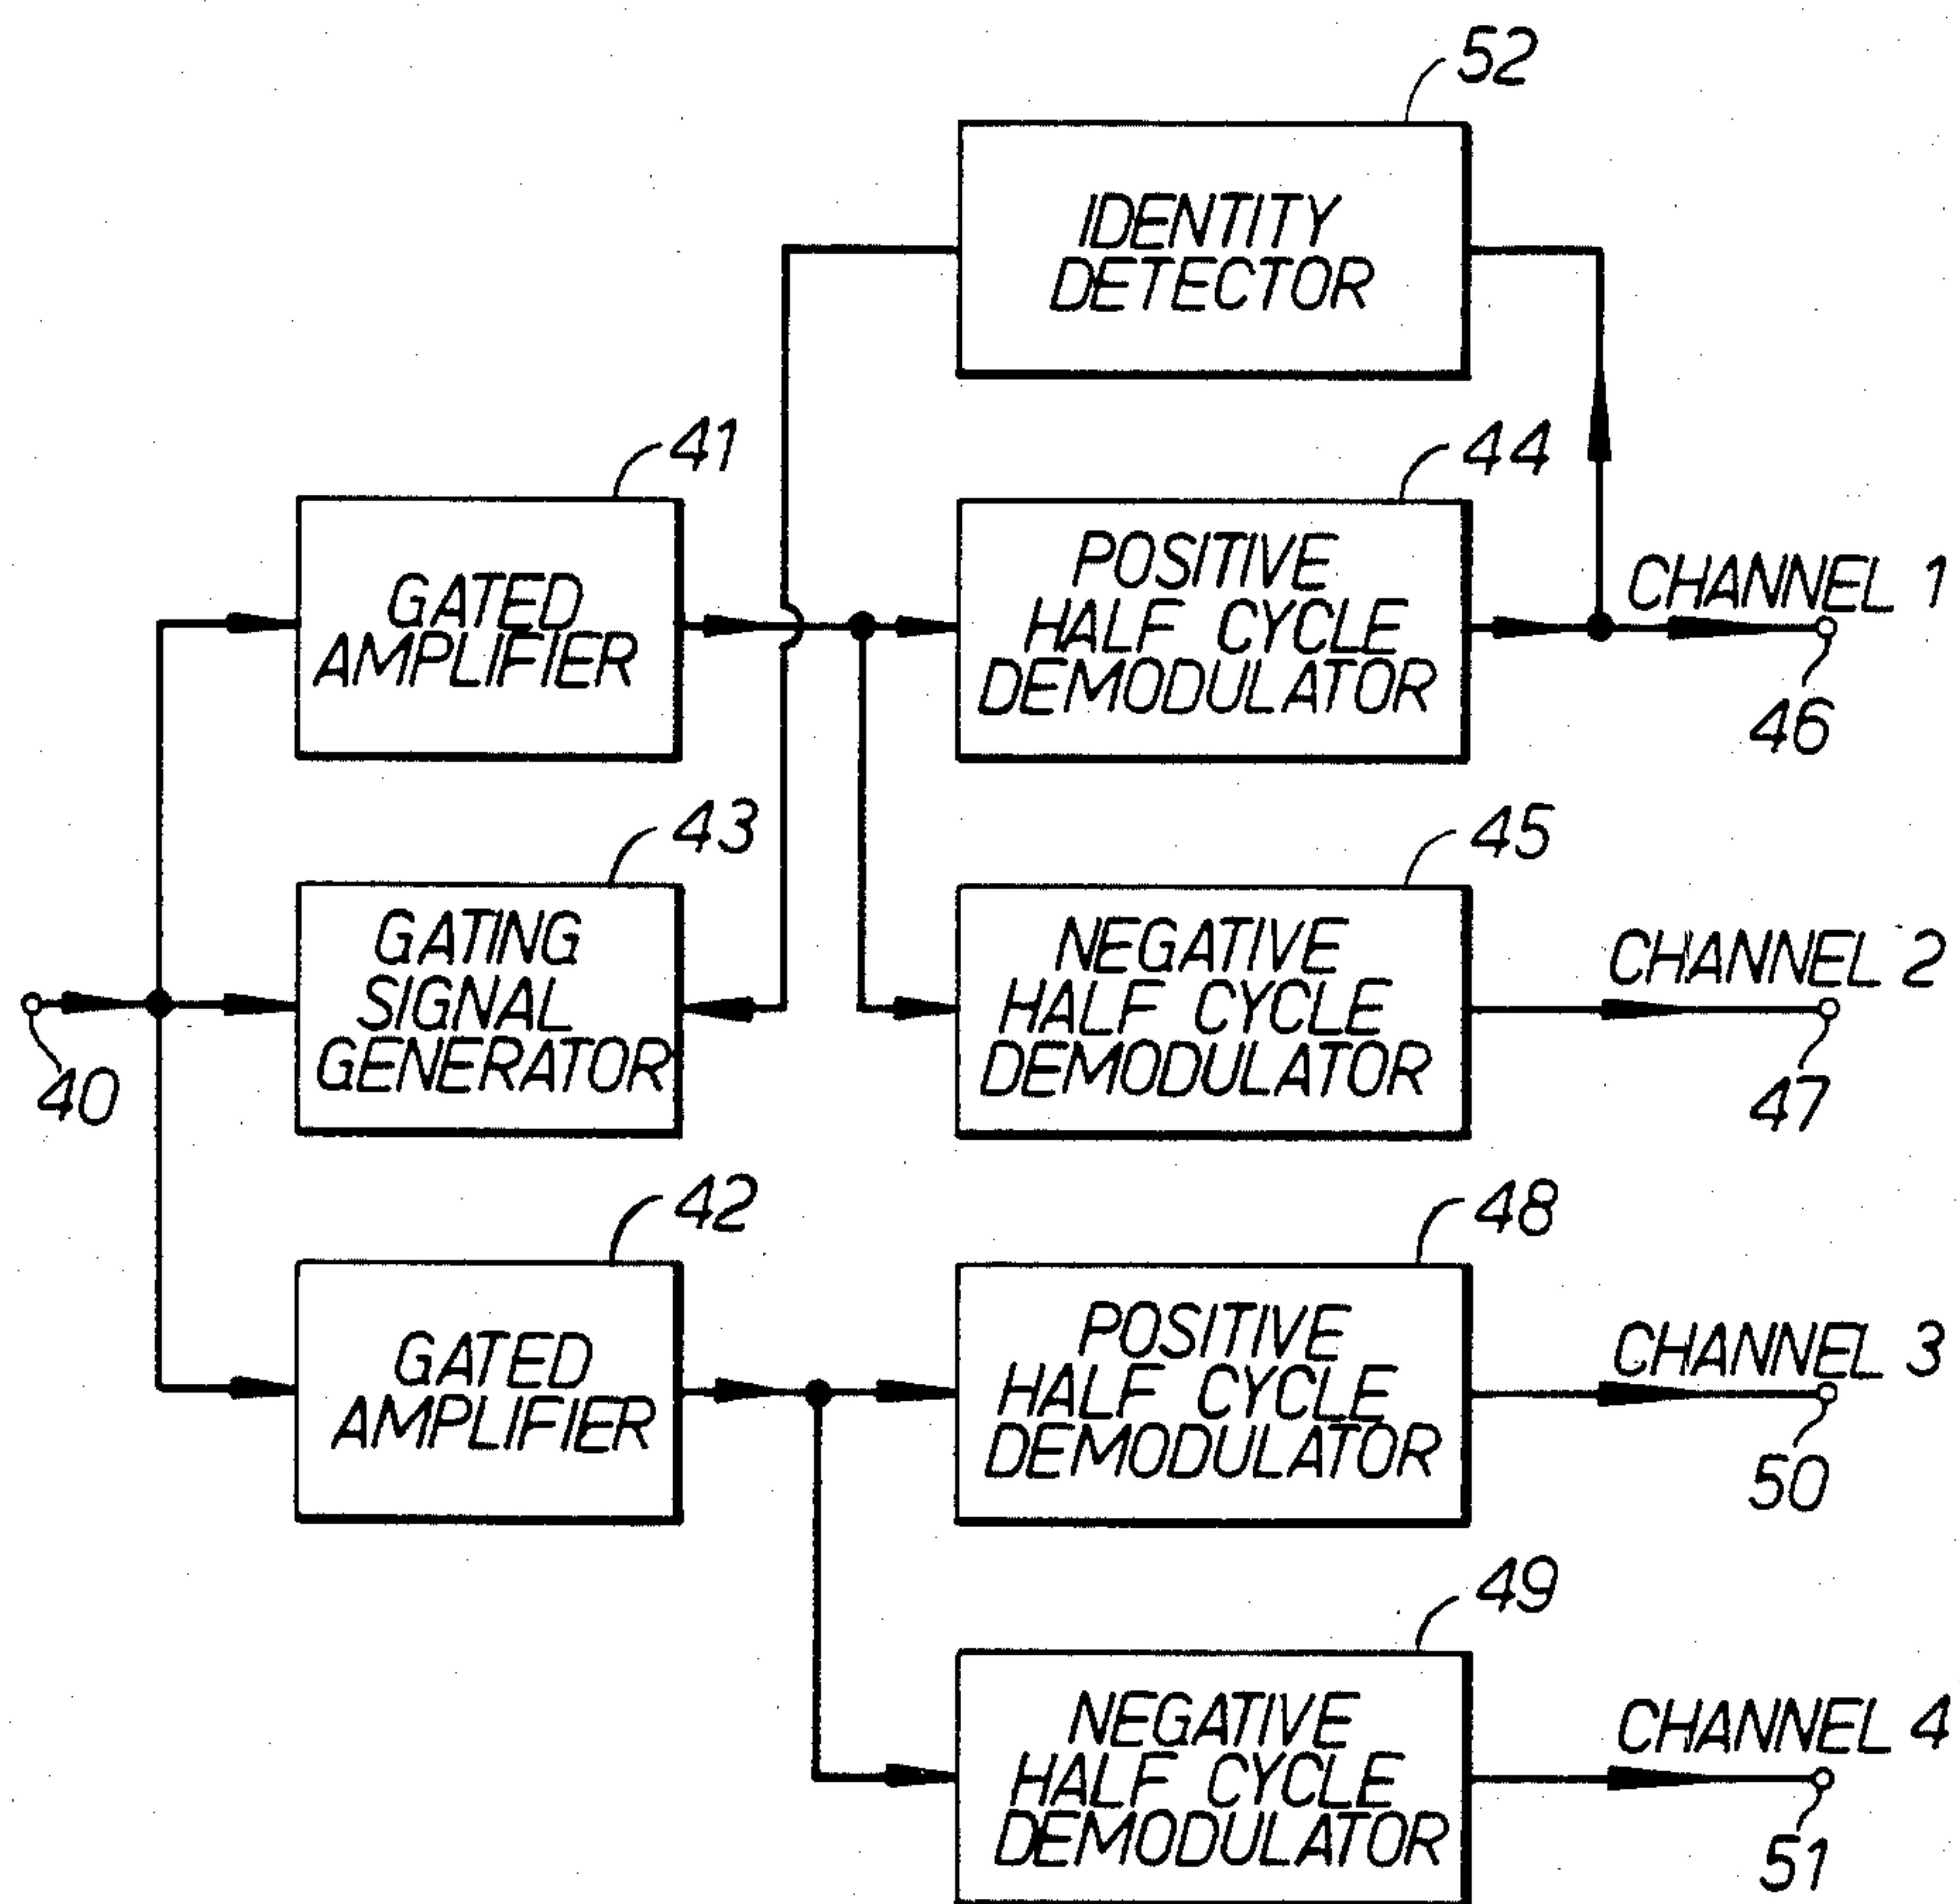 52
IDENTITY
DETECTOR
41
GATED
AMPLIFIER
44
POSITIVE
HALF CYCLE
DEMODULATOR
CHANNEL 1
46
43
GATING
SIGNAL
GENERATOR
40
45
NEGATIVE
HALF CYCLE
DEMODULATOR
CHANNEL 2
47
42
GATED
AMPLIFIER
48
POSITIVE
HALF CYCLE
DEMODULATOR
CHANNEL 3
50
49
NEGATIVE
HALF CYCLE
DEMODULATOR
CHANNEL 4
51